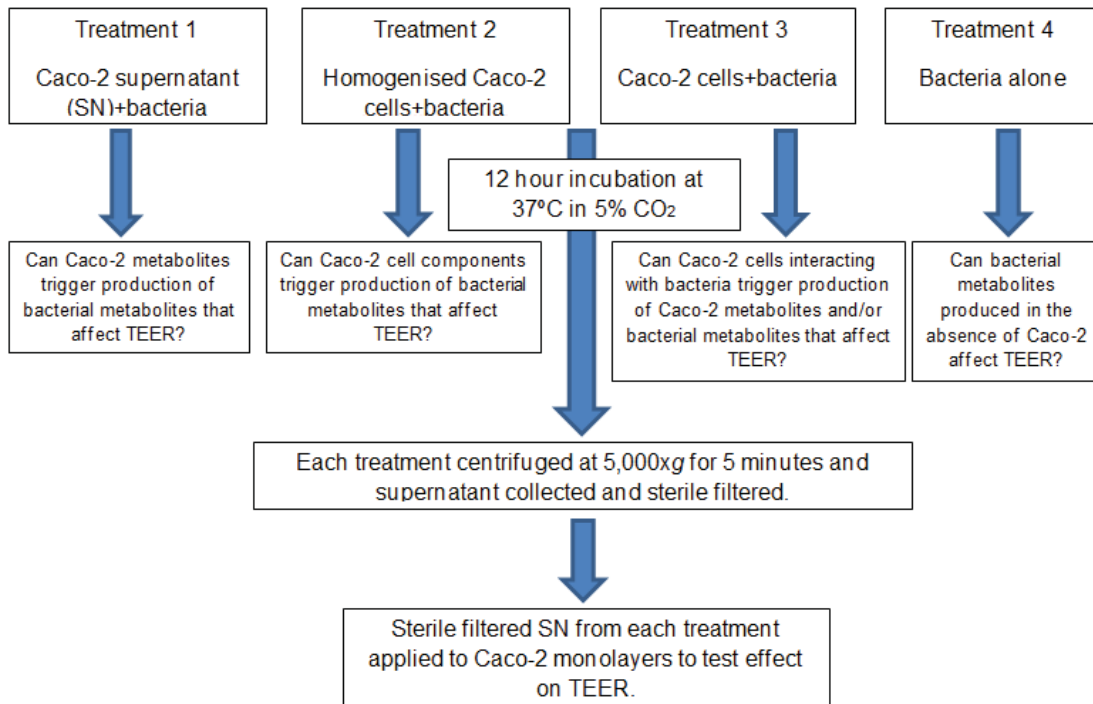 Treatment 1
Caco-2 supernatant
(SN)+bacteria
Treatment 2
Homogenised Caco-2
cells+bacteria
Treatment 3
Caco-2 cells+bacteria
Treatment 4
Bacteria alone
12 hour incubation at
37ºC in 5% CO₂
Can Caco-2 metabolites
trigger production of
bacterial metabolites that
affect TEER?
Can Caco-2 cell components
trigger production of bacterial
metabolites that affect
TEER?
Can Caco-2 cells interacting
with bacteria trigger production
of Caco-2 metabolites and/or
bacterial metabolites that affect
TEER?
Can bacterial
metabolites
produced in the
absence of Caco-2
affect TEER?
Each treatment centrifuged at 5,000xg for 5 minutes and
supernatant collected and sterile filtered.
Sterile filtered SN from each treatment
applied to Caco-2 monolayers to test effect
on TEER.